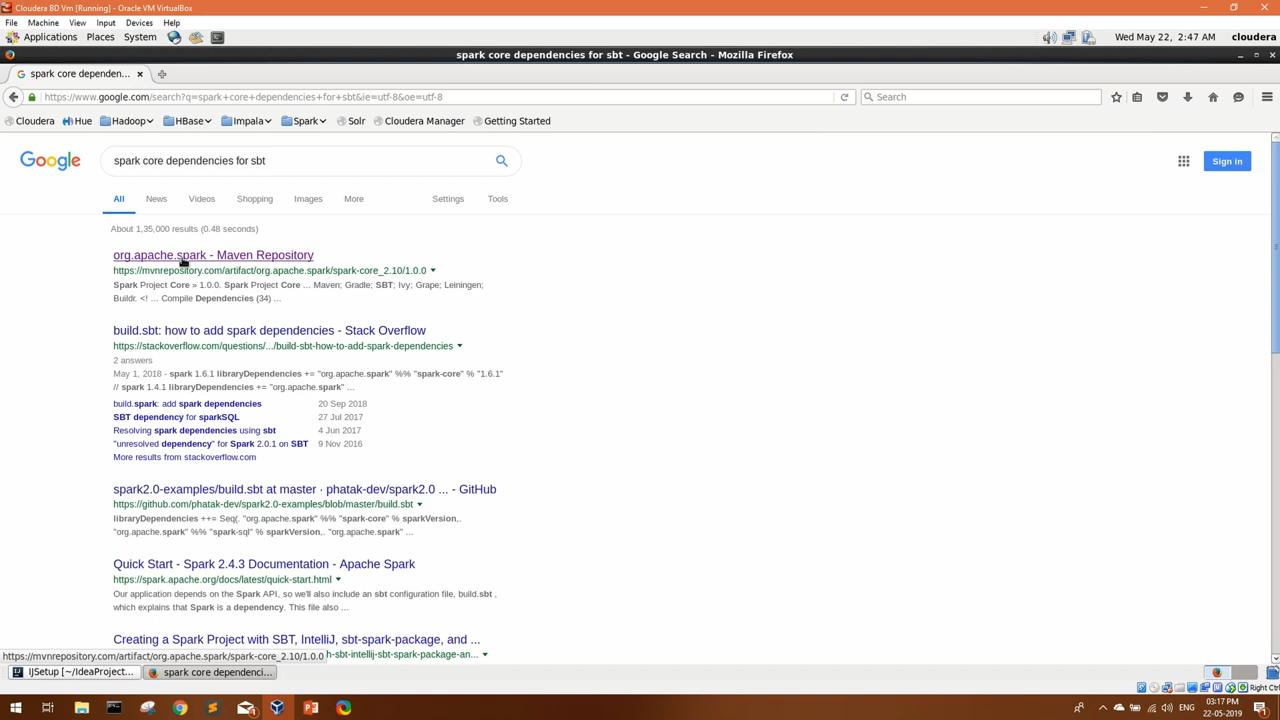 Cloudera BD Vm [Running] - Oracle VM VirtualBox
File Machine View Input Devices Help
Applications Places System Wed May 22, 2:47 AM cloudera
spark core dependencies for sbt - Google Search - Mozilla Firefox
spark core dependen...
https://www.google.com/search?q=spark+core+dependencies+for+sbt&ie=utf-8&oe=utf-8 Search
Cloudera Hue Hadoop HBase Impala Spark Solr Cloudera Manager Getting Started
Google spark core dependencies for sbt Sign in
All News Videos Shopping Images More Settings Tools
About 1,35,000 results (0.48 seconds)
org.apache.spark - Maven Repository
https://mvnrepository.com/artifact/org.apache.spark/spark-core_2.10/1.0.0
Spark Project Core » 1.0.0. Spark Project Core ... Maven; Gradle; SBT; Ivy; Grape; Leiningen;
Buildr. <! ... Compile Dependencies (34) ...
build.sbt: how to add spark dependencies - Stack Overflow
https://stackoverflow.com/questions/.../build-sbt-how-to-add-spark-dependencies
2 answers
May 1, 2018 - spark 1.6.1 libraryDependencies += "org.apache.spark" %% "spark-core" % "1.6.1"
// spark 1.4.1 libraryDependencies += "org.apache.spark" ...
build.spark: add spark dependencies 20 Sep 2018
SBT dependency for sparkSQL 27 Jul 2017
Resolving spark dependencies using sbt 4 Jun 2017
"unresolved dependency" for Spark 2.0.1 on SBT 9 Nov 2016
More results from stackoverflow.com
spark2.0-examples/build.sbt at master · phatak-dev/spark2.0 ... - GitHub
https://github.com/phatak-dev/spark2.0-examples/blob/master/build.sbt
libraryDependencies ++= Seq(. "org.apache.spark" %% "spark-core" % sparkVersion,.
"org.apache.spark" %% "spark-sql" % sparkVersion,. "org.apache.spark" ...
Quick Start - Spark 2.4.3 Documentation - Apache Spark
https://spark.apache.org/docs/latest/quick-start.html
Our application depends on the Spark API, so we'll also include an sbt configuration file, build.sbt ,
which explains that Spark is a dependency. This file also ...
Creating a Spark Project with SBT, IntelliJ, sbt-spark-package, and ...
https://mvnrepository.com/artifact/org.apache.spark/spark-core_2.10/1.0.0 h-sbt-intellij-sbt-spark-package-an...
IJSetup [~/IdeaProject... spark core dependenci...
Right Ctrl
ENG 03:17 PM
22-05-2019